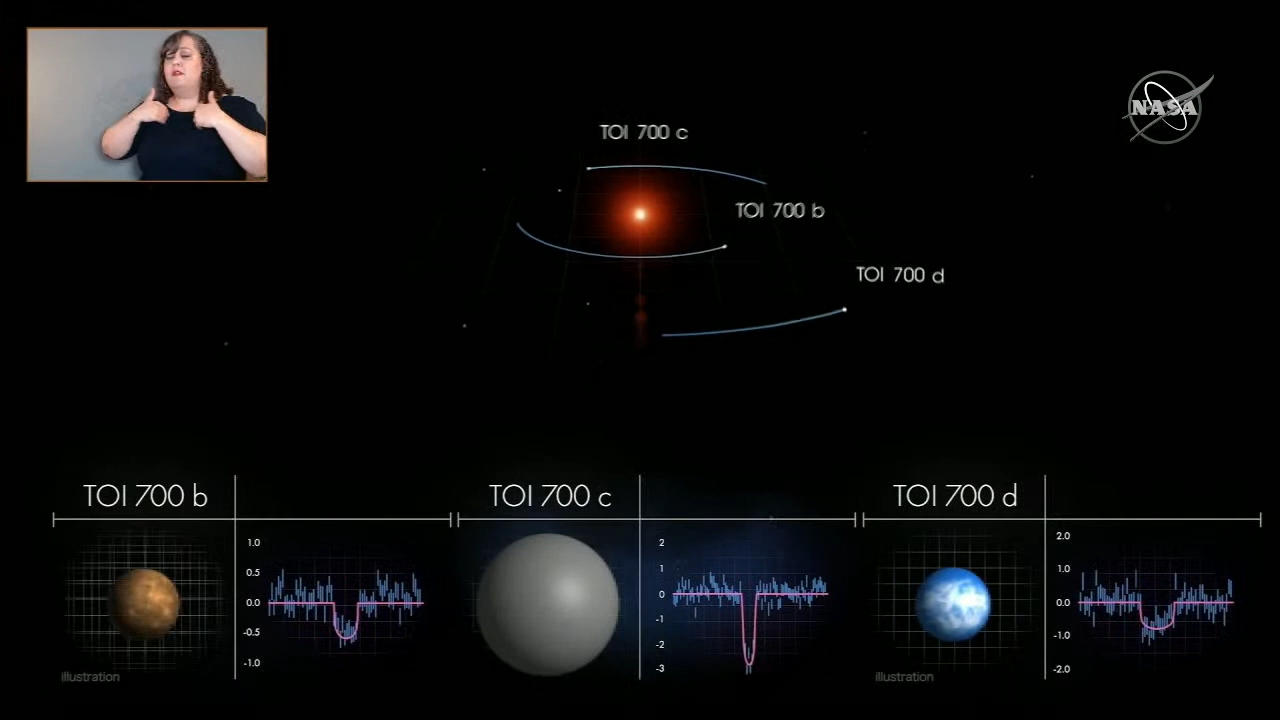 NASA
TOI 700 c
TOI 700 b
TOI 700 d
TOI 700 b
1.0
0.5
0.0
-0.5
-1.0
illustration
TOI 700 c
2
1
0
-1
-2
-3
TOI 700 d
2.0
1.0
0.0
-1.0
-2.0
illustration